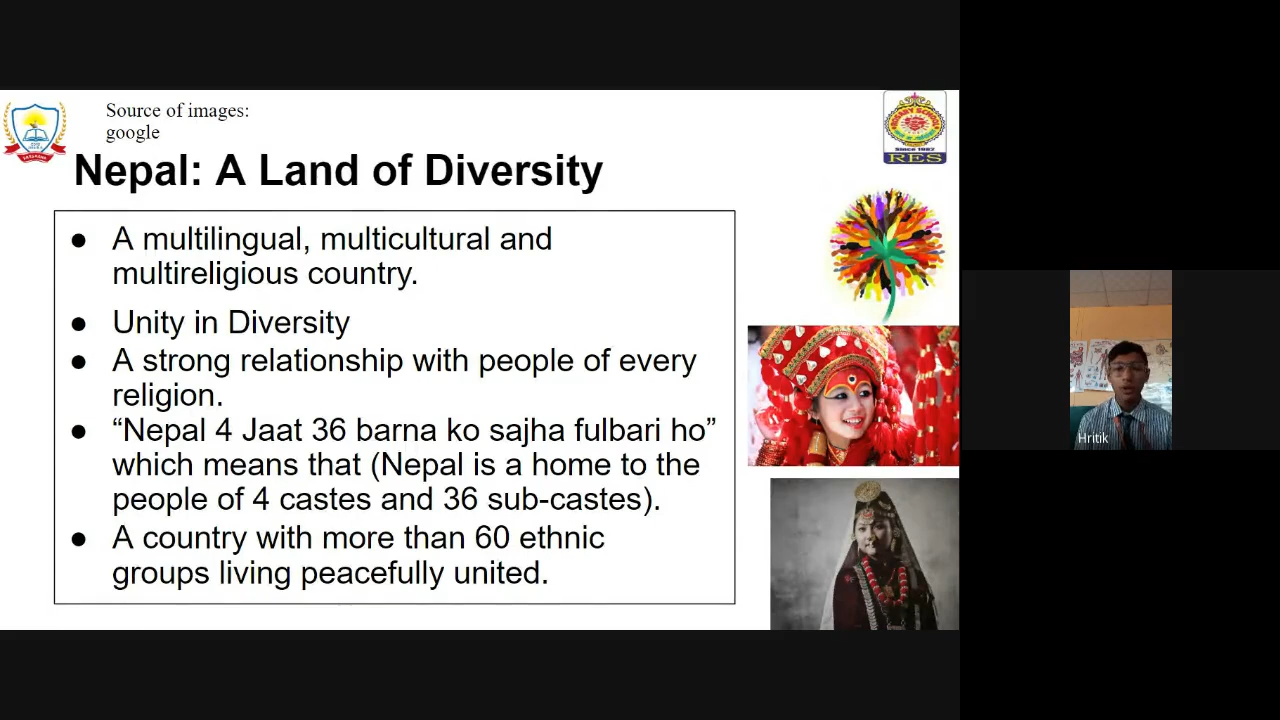 Source of images:
google
Nepal: A Land of Diversity
● A multilingual, multicultural and
multireligious country.
● Unity in Diversity
● A strong relationship with people of every
religion.
● “Nepal 4 Jaat 36 barna ko sajha fulbari ho”
which means that (Nepal is a home to the
people of 4 castes and 36 sub-castes).
● A country with more than 60 ethnic
groups living peacefully united.
Since 1982
RES
Hritik